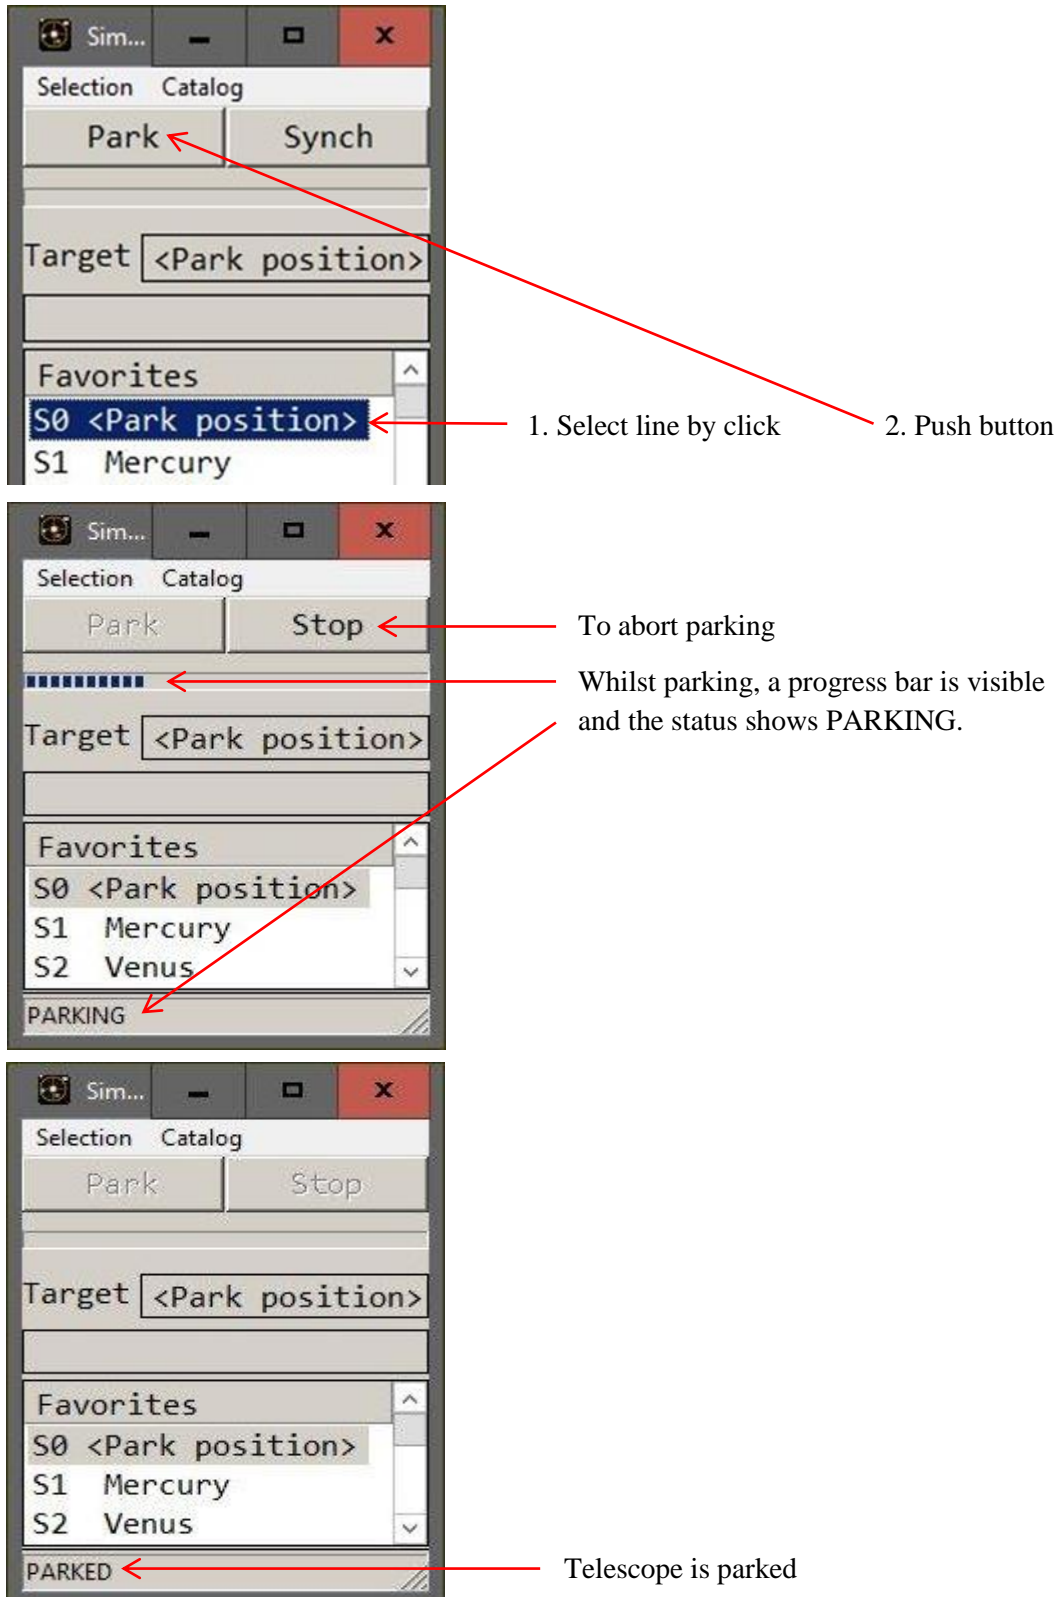 Sim...
Selection Catalog
Park Synch
Target <Park position>
Favorites
S0 <Park position>
1. Select line by click
2. Push button
S1 Mercury
Sim...
Selection Catalog
Park Stop
To abort parking
Whilst parking, a progress bar is visible
and the status shows PARKING.
Target <Park position>
Favorites
S0 <Park position>
S1 Mercury
S2 Venus
PARKING
Sim...
Selection Catalog
Park Stop
Target <Park position>
Favorites
S0 <Park position>
S1 Mercury
S2 Venus
PARKED
Telescope is parked